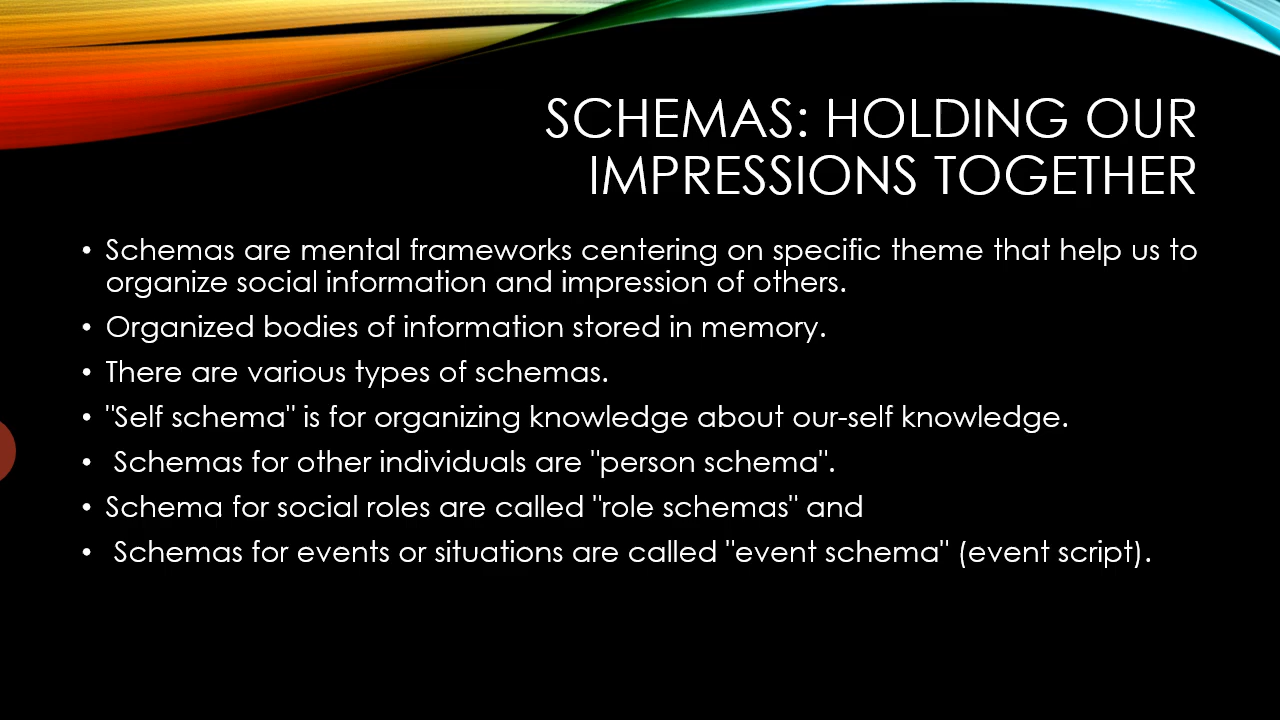 SCHEMAS: HOLDING OUR
IMPRESSIONS TOGETHER
• Schemas are mental frameworks centering on specific theme that help us to
organize social information and impression of others.
• Organized bodies of information stored in memory.
• There are various types of schemas.
• "Self schema" is for organizing knowledge about our-self knowledge.
• Schemas for other individuals are "person schema".
• Schema for social roles are called "role schemas" and
• Schemas for events or situations are called "event schema" (event script).